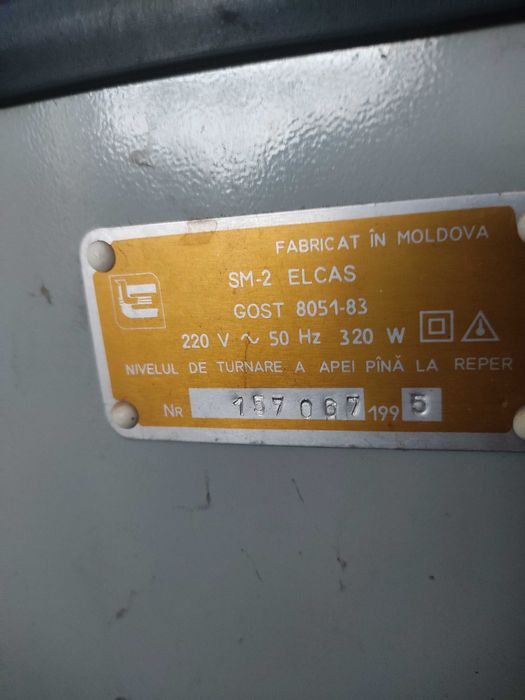 FABRICAT ÎN MOLDOVA
SM-2 ELCAS
GOST 8051-83
220 V ~ 50 Hz 320 W
NIVELUL DE TURNARE A APEI PÎNĂ LA REPER
Nr 157067 1995